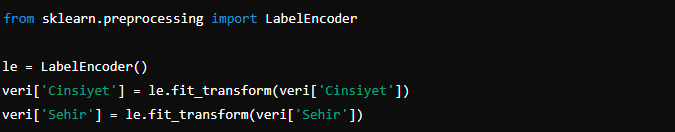 from sklearn.preprocessing import LabelEncoder
le = LabelEncoder()
veri['Cinsiyet'] = le.fit_transform(veri['Cinsiyet'])
veri['Sehir'] = le.fit_transform(veri['Sehir'])